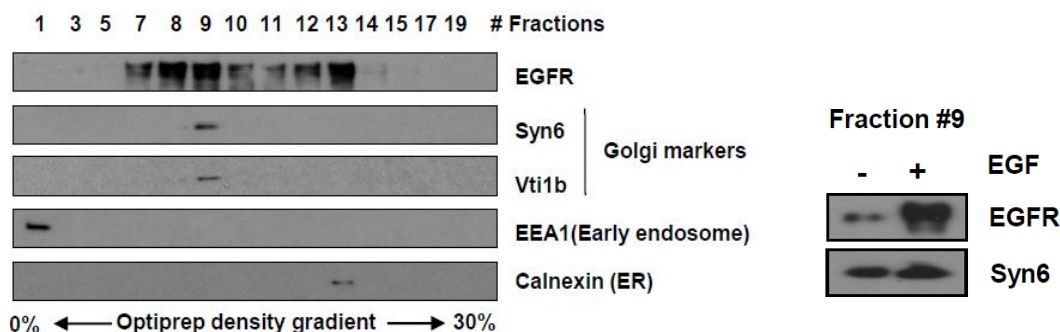 1 3 5 7 8 9 10 11 12 13 14 15 17 19 # Fractions
EGFR
Syn6
Golgi markers
Vti1b
EEA1(Early endosome)
Calnexin (ER)
0% Optiprep density gradient 30%
Fraction #9
- + EGF
EGFR
Syn6